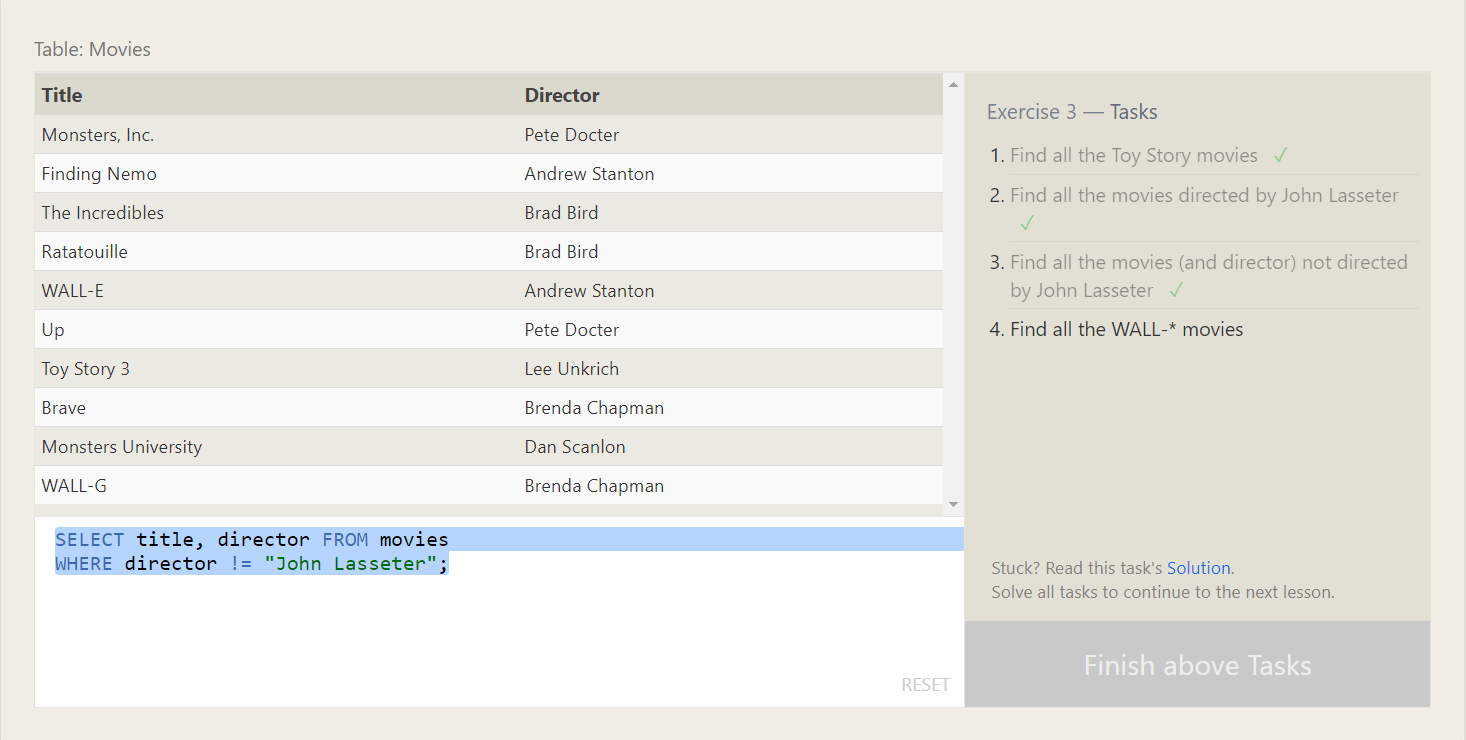 Table: Movies
Title Director
Monsters, Inc. Pete Docter
Finding Nemo Andrew Stanton
The Incredibles Brad Bird
Ratatouille Brad Bird
WALL-E Andrew Stanton
Up Pete Docter
Toy Story 3 Lee Unkrich
Brave Brenda Chapman
Monsters University Dan Scanlon
WALL-G Brenda Chapman
SELECT title, director FROM movies
WHERE director != "John Lasseter";
RESET
Exercise 3 — Tasks
1. Find all the Toy Story movies ✓
2. Find all the movies directed by John Lasseter
✓
3. Find all the movies (and director) not directed
by John Lasseter ✓
4. Find all the WALL-* movies
Stuck? Read this task's Solution.
Solve all tasks to continue to the next lesson.
Finish above Tasks